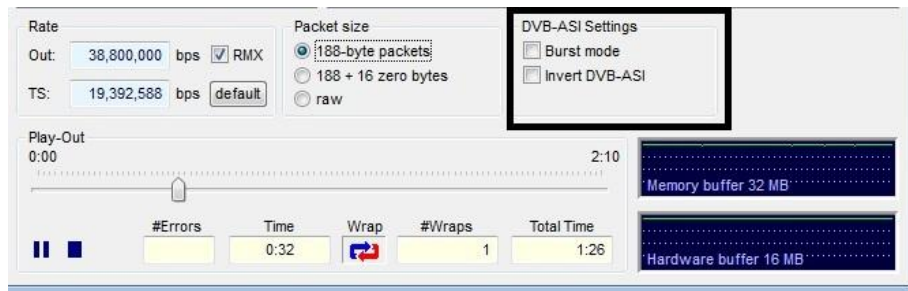 Rate
Out: 38,800,000 bps RMX
TS: 19,392,588 bps default
Packet size
188-byte packets
188 + 16 zero bytes
raw
DVB-ASI Settings
Burst mode
Invert DVB-ASI
Play-Out
0:00 2:10
#Errors Time Wrap #Wraps Total Time
0:32 1 1:26
Memory buffer 32 MB
Hardware buffer 16 MB